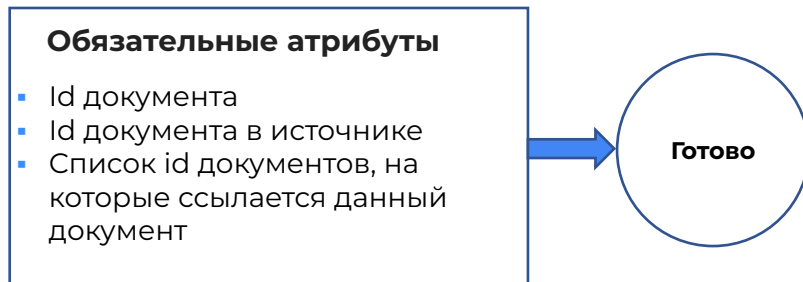 Обязательные атрибуты
▪ Id документа
▪ Id документа в источнике
▪ Список id документов, на
которые ссылается данный
документ
Готово